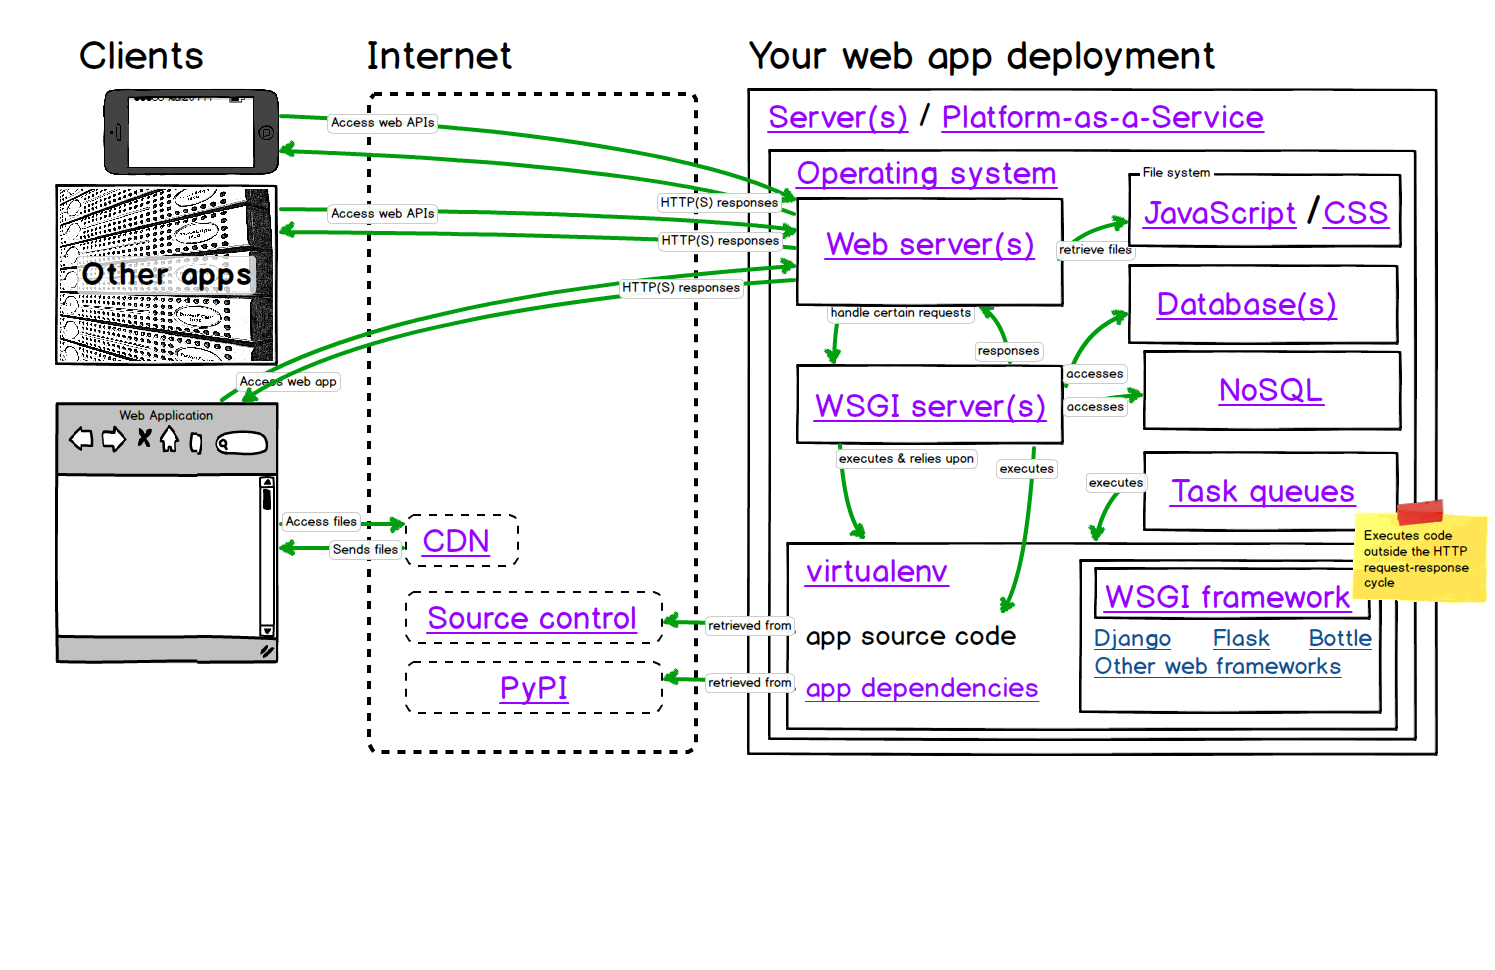 Clients
Internet
Your web app deployment
Server(s) / Platform-as-a-Service
Operating system
File system
JavaScript / CSS
Access web APIs
HTTP(S) responses
Access web APIs
HTTP(S) responses
Web server(s)
retrieve files
Other apps
HTTP(S) responses
Database(s)
handle certain requests
responses
accesses
Access web app
NoSQL
WSGI server(s)
accesses
Web Application
executes & relies upon
executes
executes
Task queues
Access files
CDN
Sends files
Executes code
outside the HTTP
request-response
cycle
virtualenv
WSGI framework
Source control
retrieved from
app source code
Django Flask Bottle
Other web frameworks
PyPI
retrieved from
app dependencies